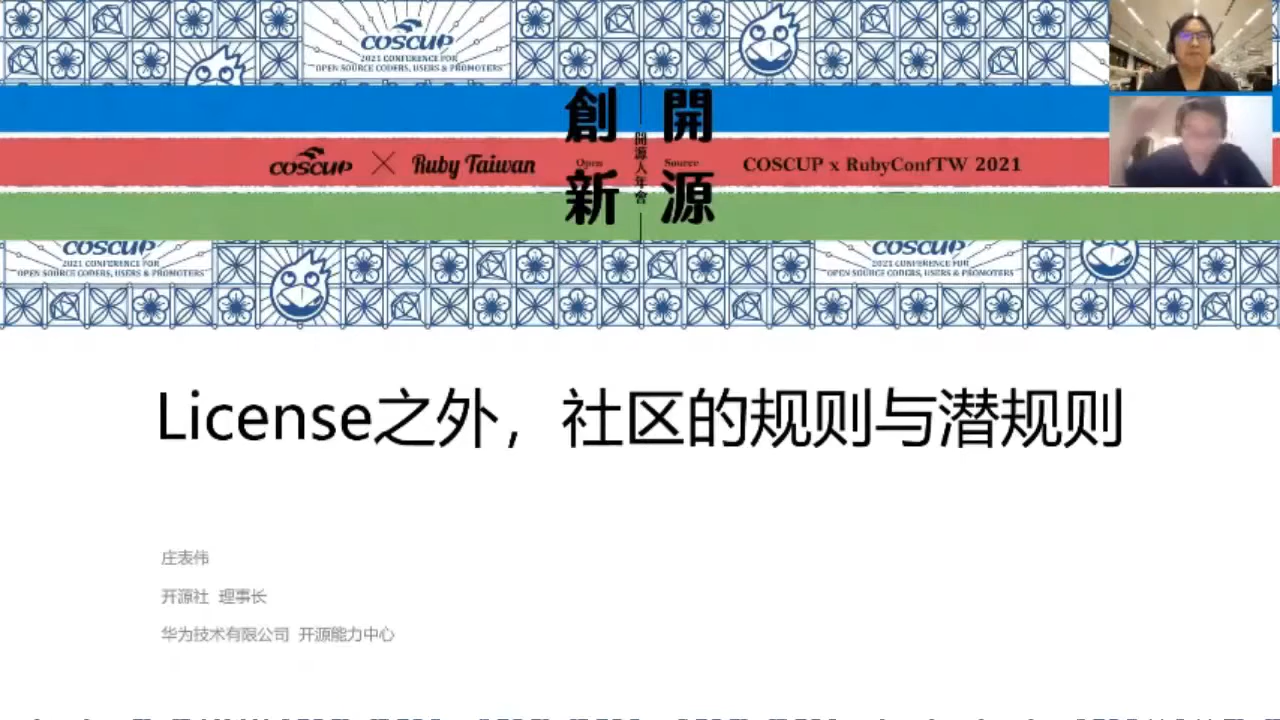 COSCUP
2021 CONFERENCE FOR
OPEN SOURCE CODERS, USERS & PROMOTERS
創 開
開源人年會
COSCUP Ruby Taiwan
Open Source
COSCUP x RubyConfTW 2021
新 源
COSCUP
2021 CONFERENCE FOR
OPEN SOURCE CODERS, USERS & PROMOTERS
COSCUP
2021 CONFERENCE FOR
OPEN SOURCE CODERS, USERS & PROMOTERS
License之外，社区的规则与潜规则
庄表伟
开源社 理事长
华为技术有限公司 开源能力中心